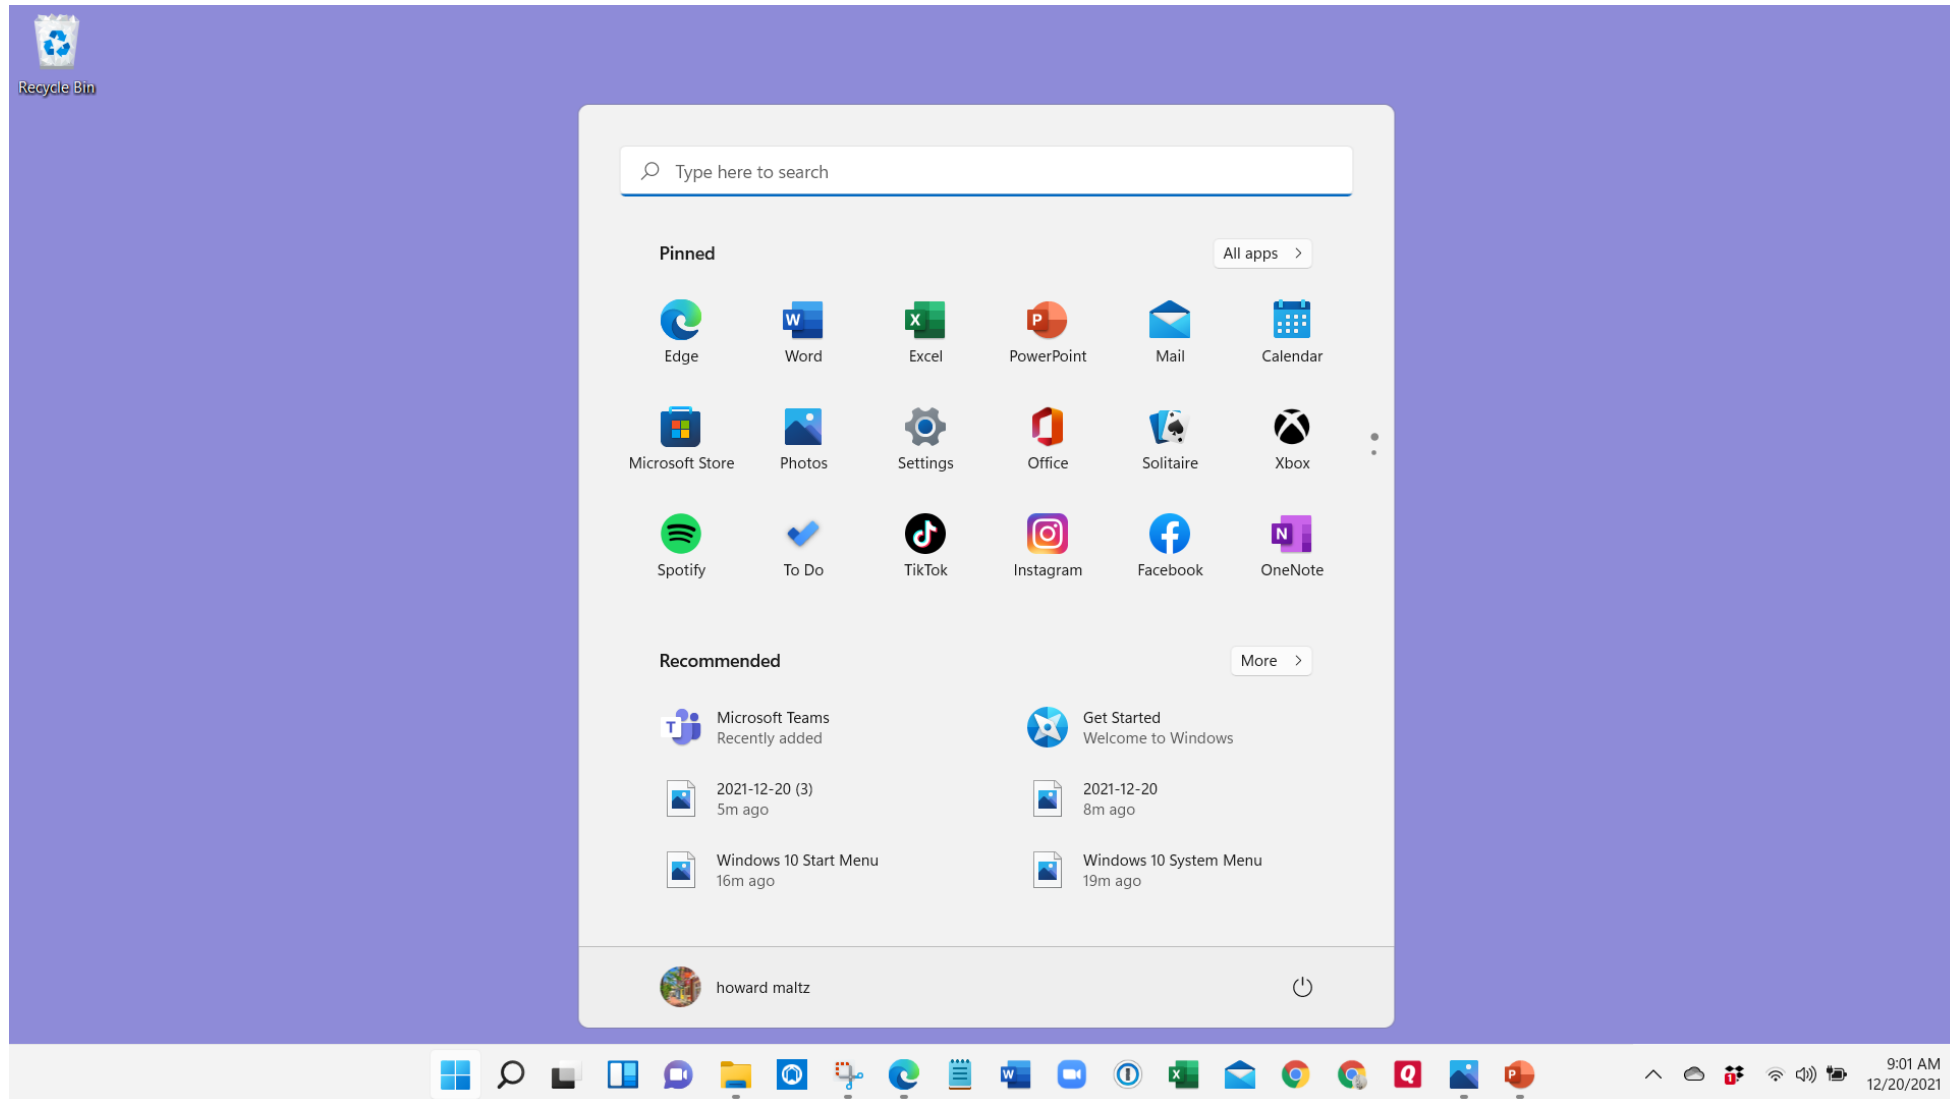 Recycle Bin
Type here to search
Pinned
All apps
Edge
Word
Excel
PowerPoint
Mail
Calendar
Microsoft Store
Photos
Settings
Office
Solitaire
Xbox
Spotify
To Do
TikTok
Instagram
Facebook
OneNote
Recommended
More
Microsoft Teams
Recently added
Get Started
Welcome to Windows
2021-12-20 (3)
5m ago
2021-12-20
8m ago
Windows 10 Start Menu
16m ago
Windows 10 System Menu
19m ago
howard maltz
9:01 AM
12/20/2021